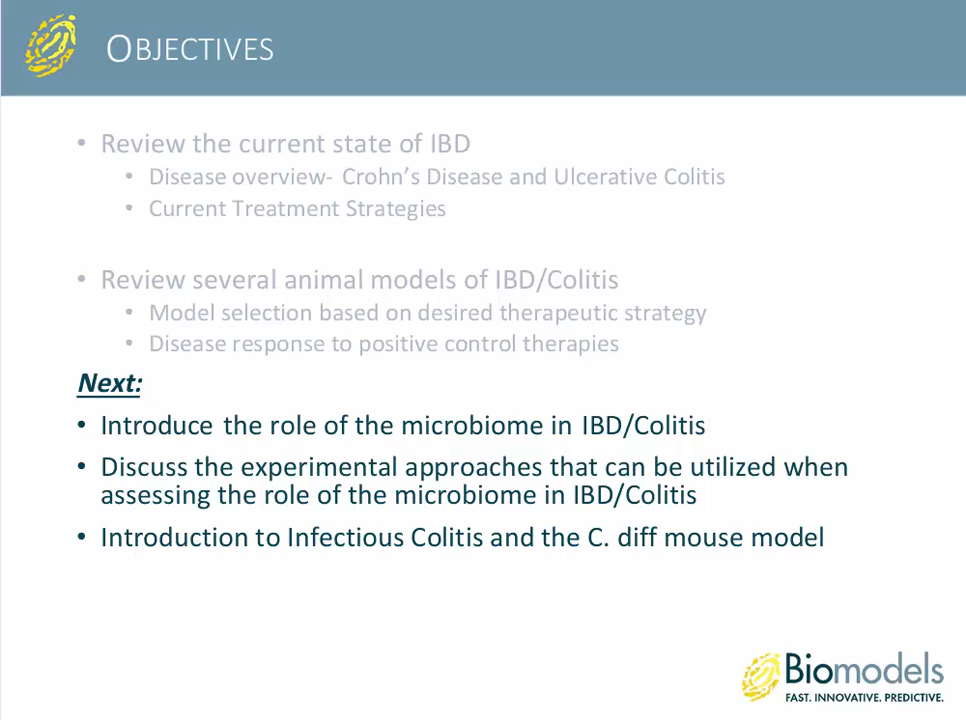 OBJECTIVES
• Review the current state of IBD
• Disease overview- Crohn's Disease and Ulcerative Colitis
• Current Treatment Strategies
• Review several animal models of IBD/Colitis
• Model selection based on desired therapeutic strategy
• Disease response to positive control therapies
Next:
• Introduce the role of the microbiome in IBD/Colitis
• Discuss the experimental approaches that can be utilized when
assessing the role of the microbiome in IBD/Colitis
• Introduction to Infectious Colitis and the C. diff mouse model
Biomodels
FAST. INNOVATIVE. PREDICTIVE.